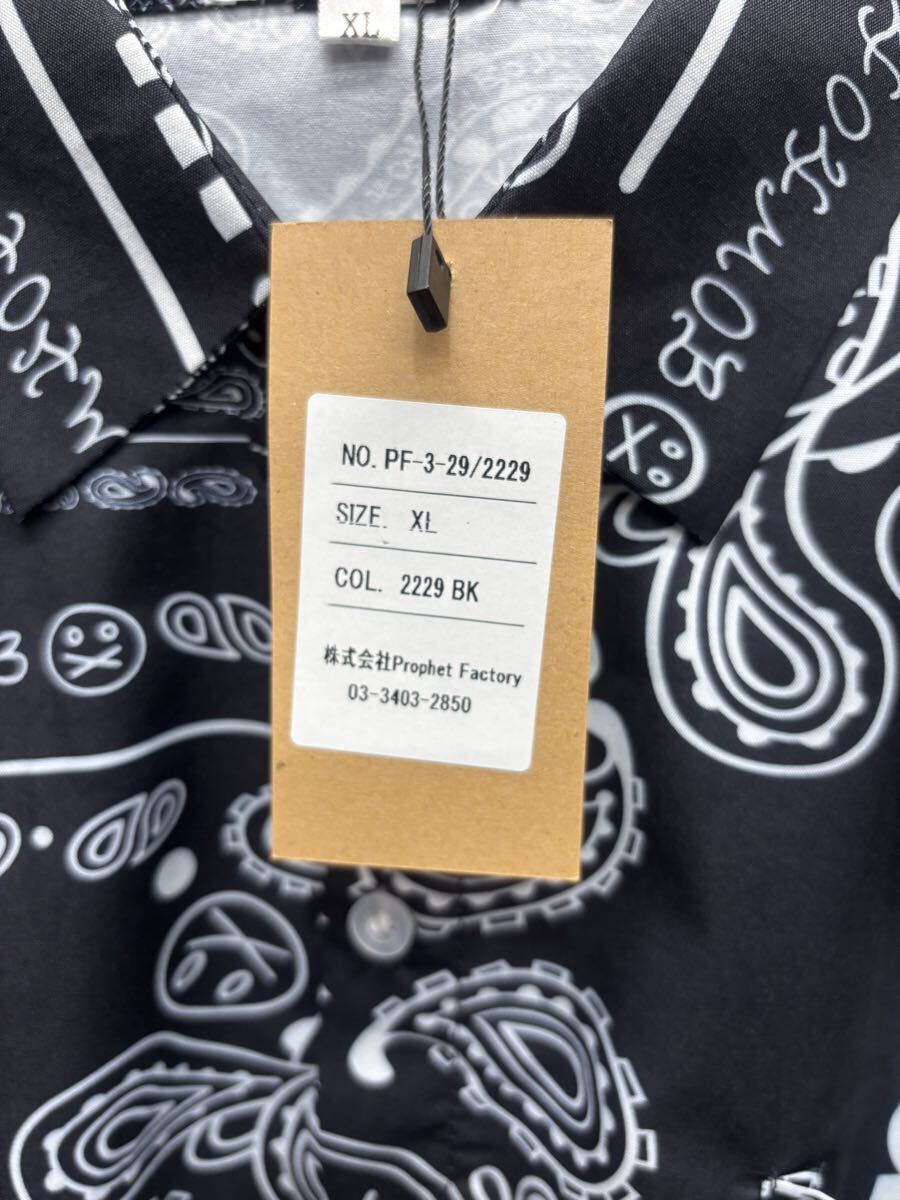 XL
NO. PF-3-29/2229
SIZE. XL
COL. 2229 BK
株式会社Prophet Factory
03-3403-2850